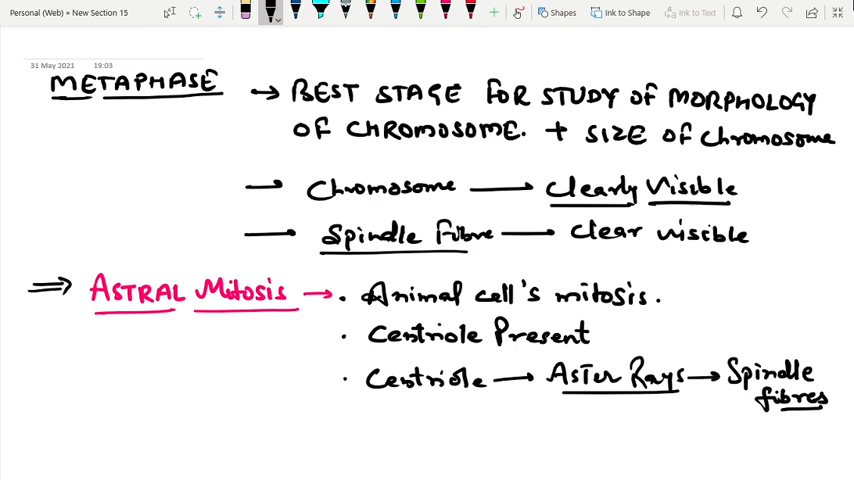 Personal (Web) » New Section 15
Shapes
Ink to Shape
Ink to Text
31 May 2021 19:03
METAPHASE → BEST STAGE FOR STUDY OF MORPHOLOGY
OF CHROMOSOME. + SIZE OF Chromosome
→ Chromosome → Clearly Visible
→ Spindle Fibre → Clear visible
⇒ ASTRAL Mitosis → • Animal cell's mitosis.
• Centriole Present
• Centriole → Aster Rays → Spindle
fibres